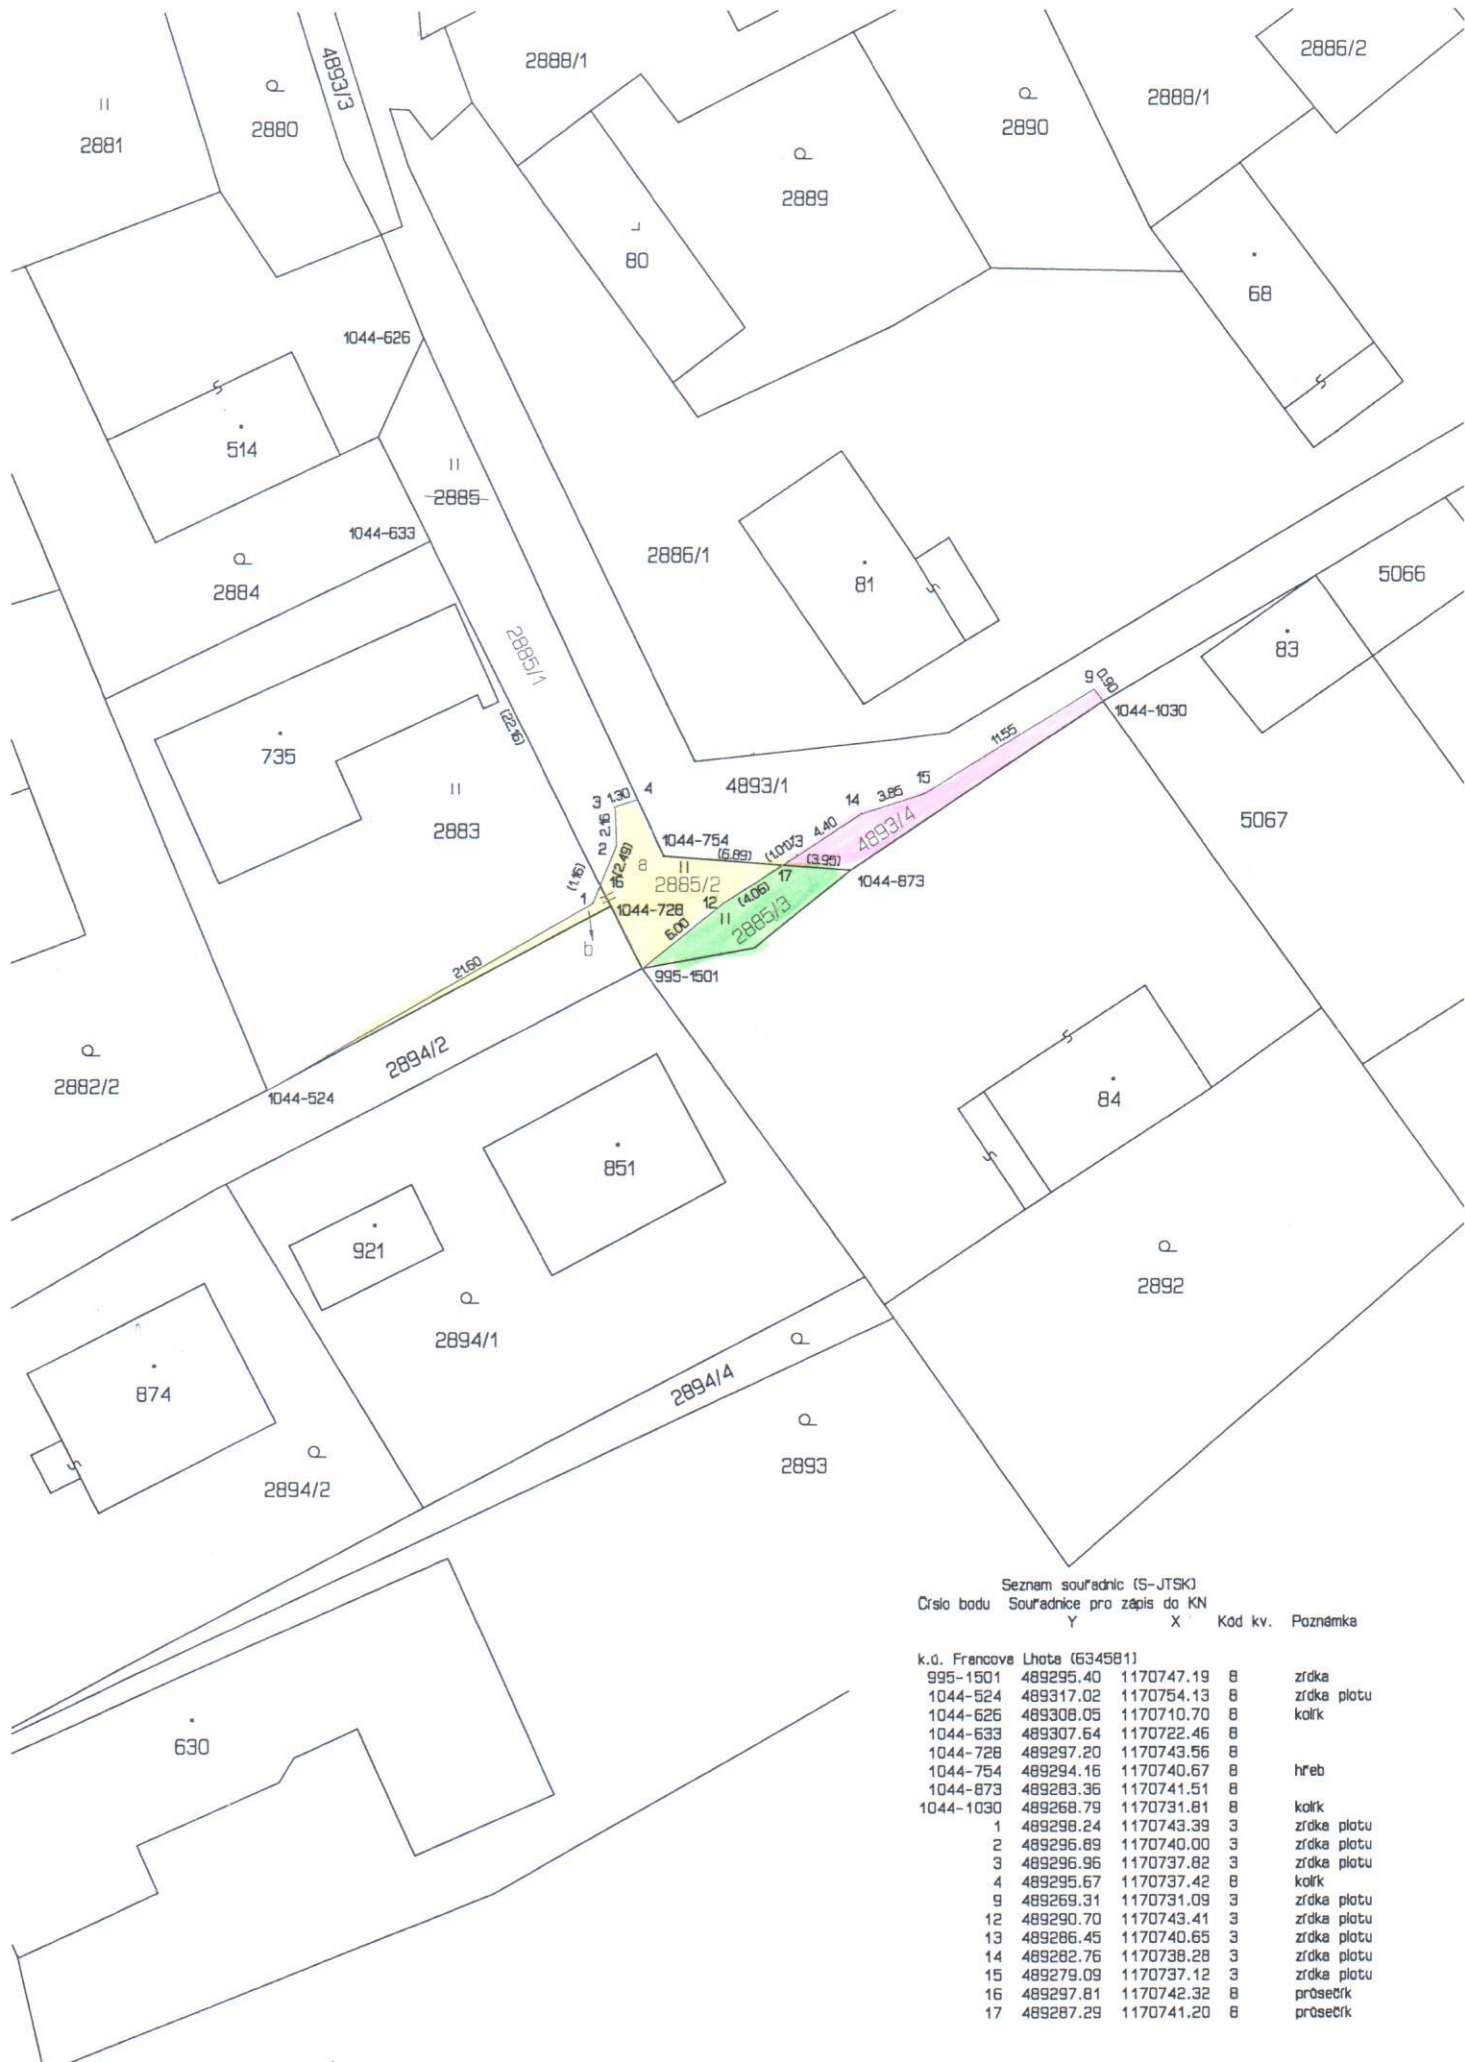 4893/3
2888/1
2886/2
2881
2880
2888/1
2890
2889
80
68
1044-626
514
2885
1044-633
2884
2886/1
81
5066
83
2885/1
(22.16)
9 0.90
1044-1030
735
11.55
4893/1
15
3 1.30 4
14 3.85
2.16
2883
2
1044-754
4.40
4893/4
5067
(1.16)
(2.49)
a
(6.89)
(1.01)
13
(3.95)
16
2885/2
17
1044-873
1
1044-728
12
(4.06)
2885/3
b
6.00
21.60
995-1501
2894/2
2882/2
1044-524
84
851
921
2892
2894/1
874
2894/4
2893
2894/2
630
Seznam souřadnic (S-JTSK)
Číslo bodu Souřadnice pro zápis do KN
Y X Kód kv. Poznámka
k.ú. Francova Lhota (634581)
995-1501 489295.40 1170747.19 8 zídka
1044-524 489317.02 1170754.13 8 zídka plotu
1044-626 489308.05 1170710.70 8 kolík
1044-633 489307.64 1170722.46 8
1044-728 489297.20 1170743.56 8
1044-754 489294.16 1170740.67 8 hřeb
1044-873 489283.36 1170741.51 8
1044-1030 489268.79 1170731.81 8 kolík
1 489298.24 1170743.39 3 zídka plotu
2 489296.89 1170740.00 3 zídka plotu
3 489296.96 1170737.82 3 zídka plotu
4 489295.67 1170737.42 8 kolík
9 489269.31 1170731.09 3 zídka plotu
12 489290.70 1170743.41 3 zídka plotu
13 489286.45 1170740.65 3 zídka plotu
14 489282.76 1170738.28 3 zídka plotu
15 489279.09 1170737.12 3 zídka plotu
16 489297.81 1170742.32 8 průsečík
17 489287.29 1170741.20 8 průsečík